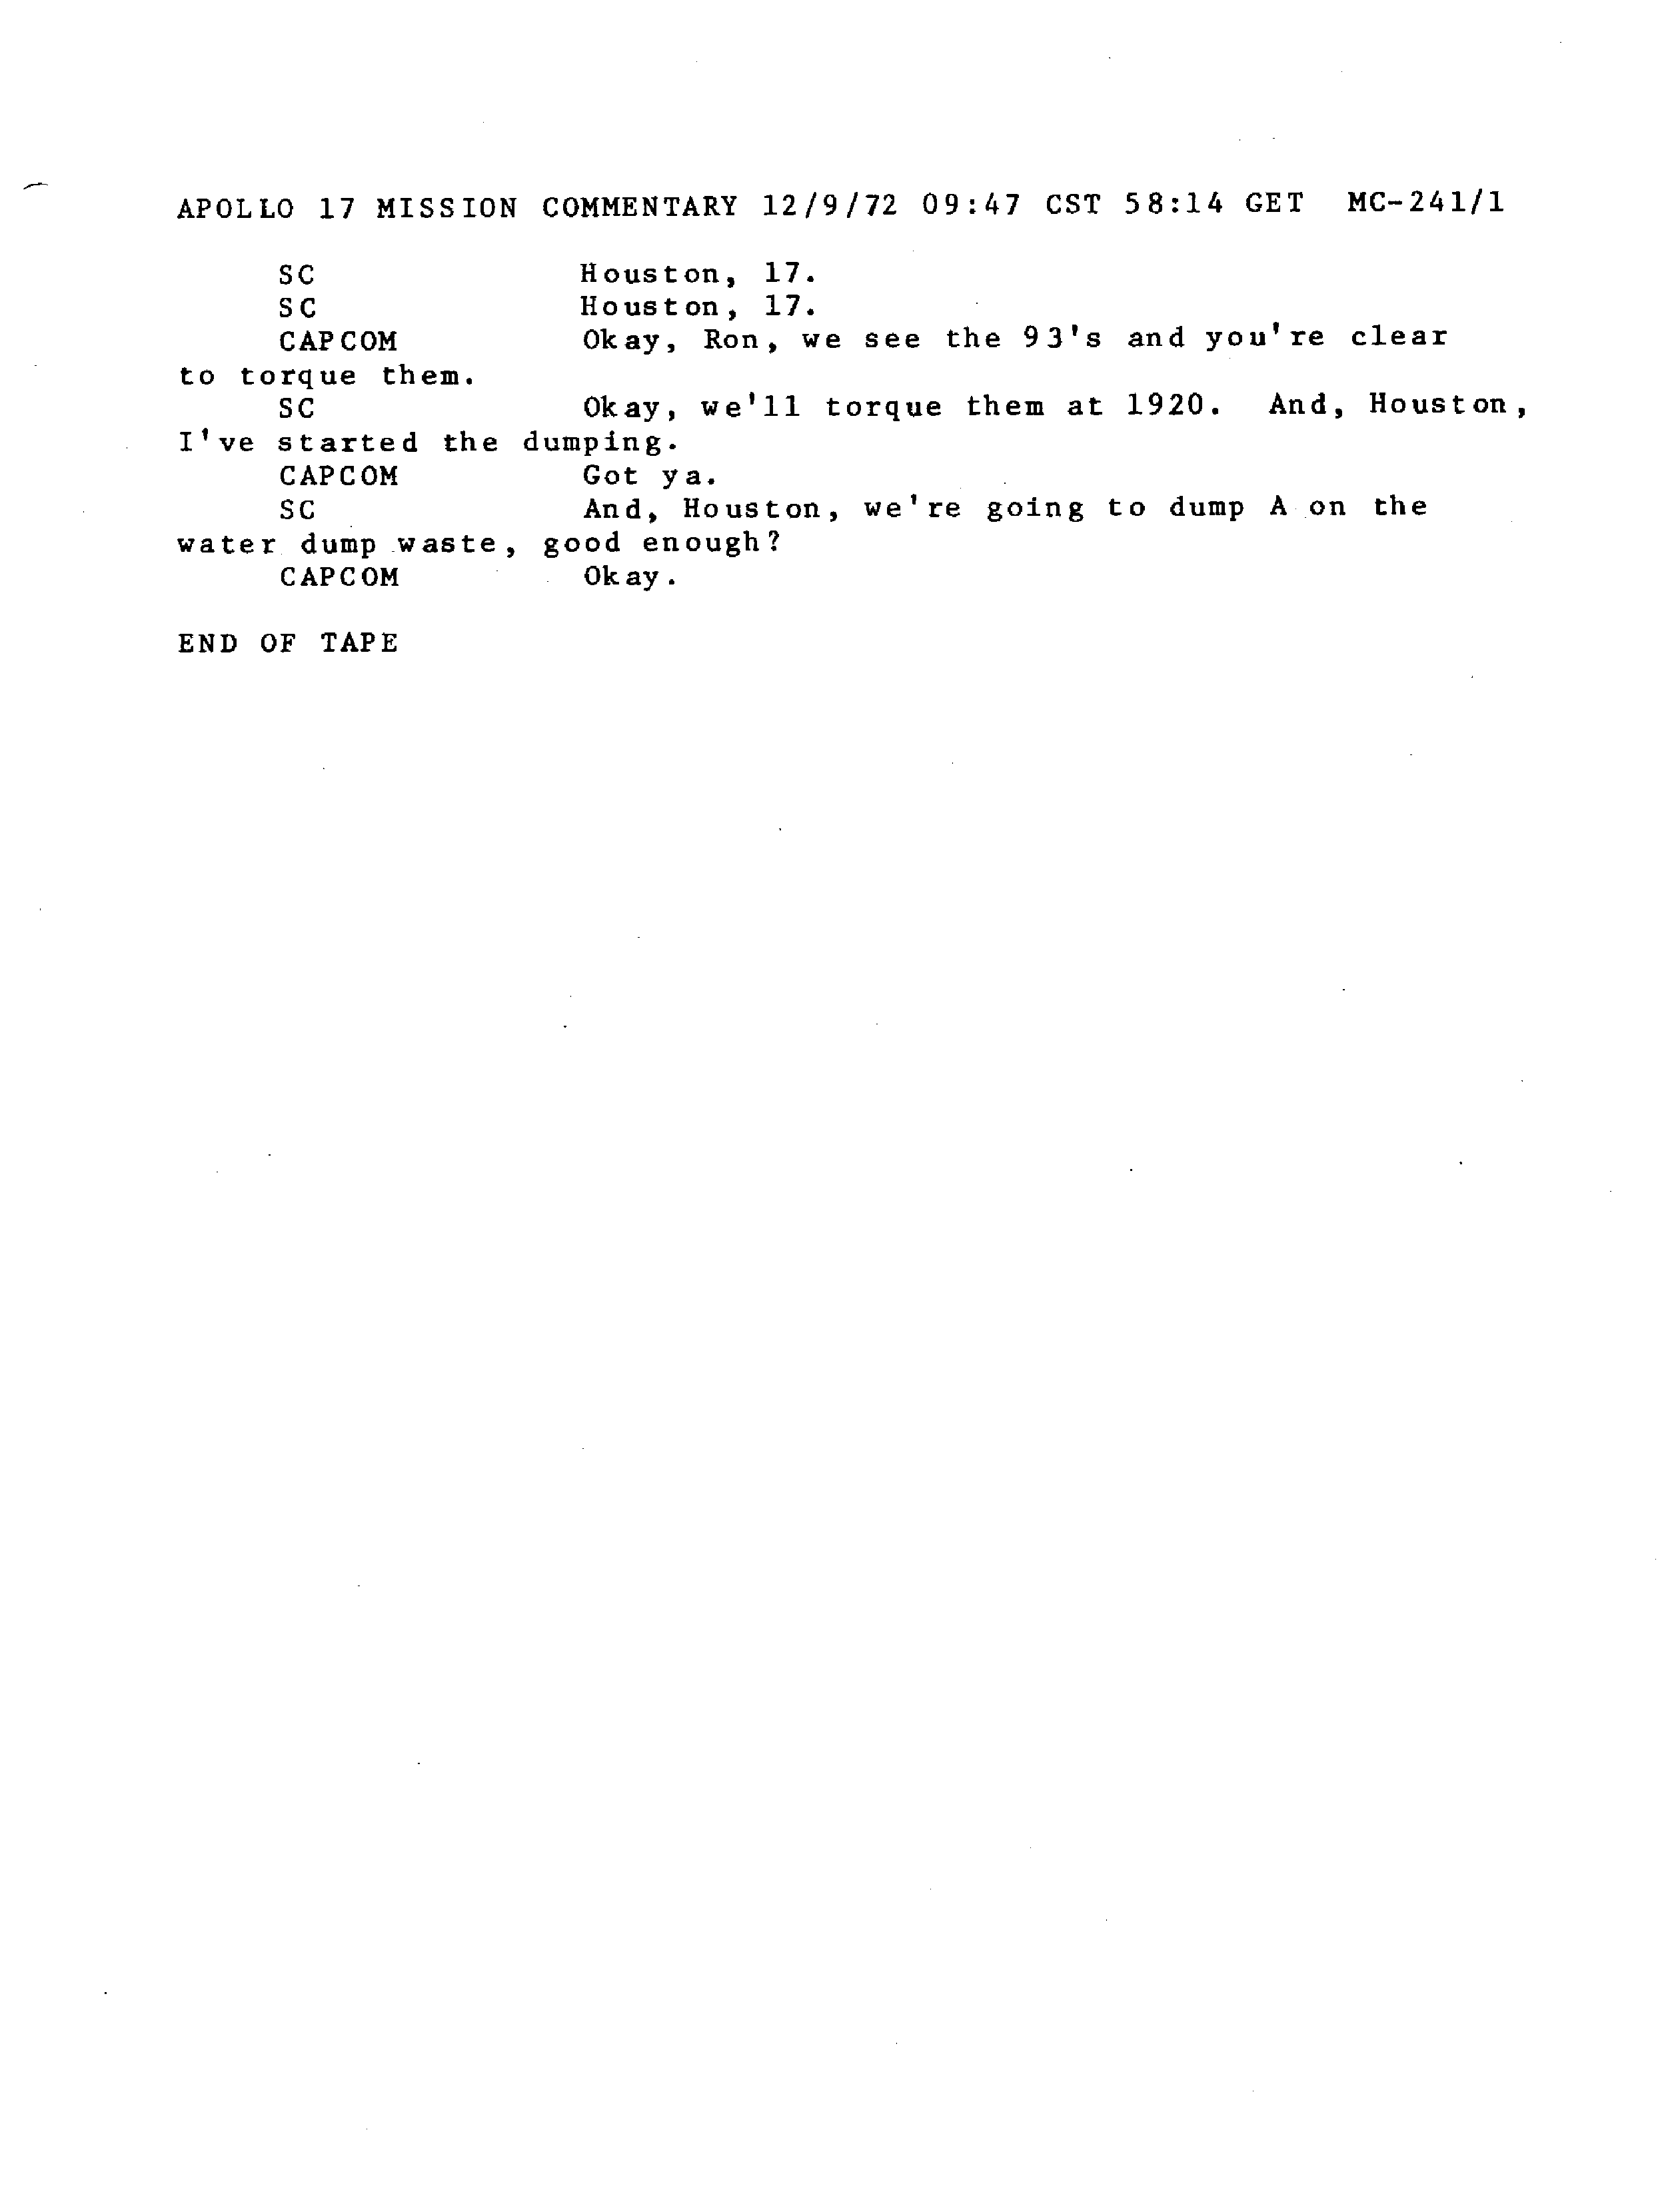 APOLLO 17 MISSION COMMENTARY 12/9/72 09:47 CST 58:14 GET MC-241/1
SC Houston, 17.
SC Houston, 17.
CAPCOM Okay, Ron, we see the 93's and you're clear
to torque them.
SC Okay, we'll torque them at 1920. And, Houston,
I've started the dumping.
CAPCOM Got ya.
SC And, Houston, we're going to dump A on the
water dump waste, good enough?
CAPCOM Okay.
END OF TAPE